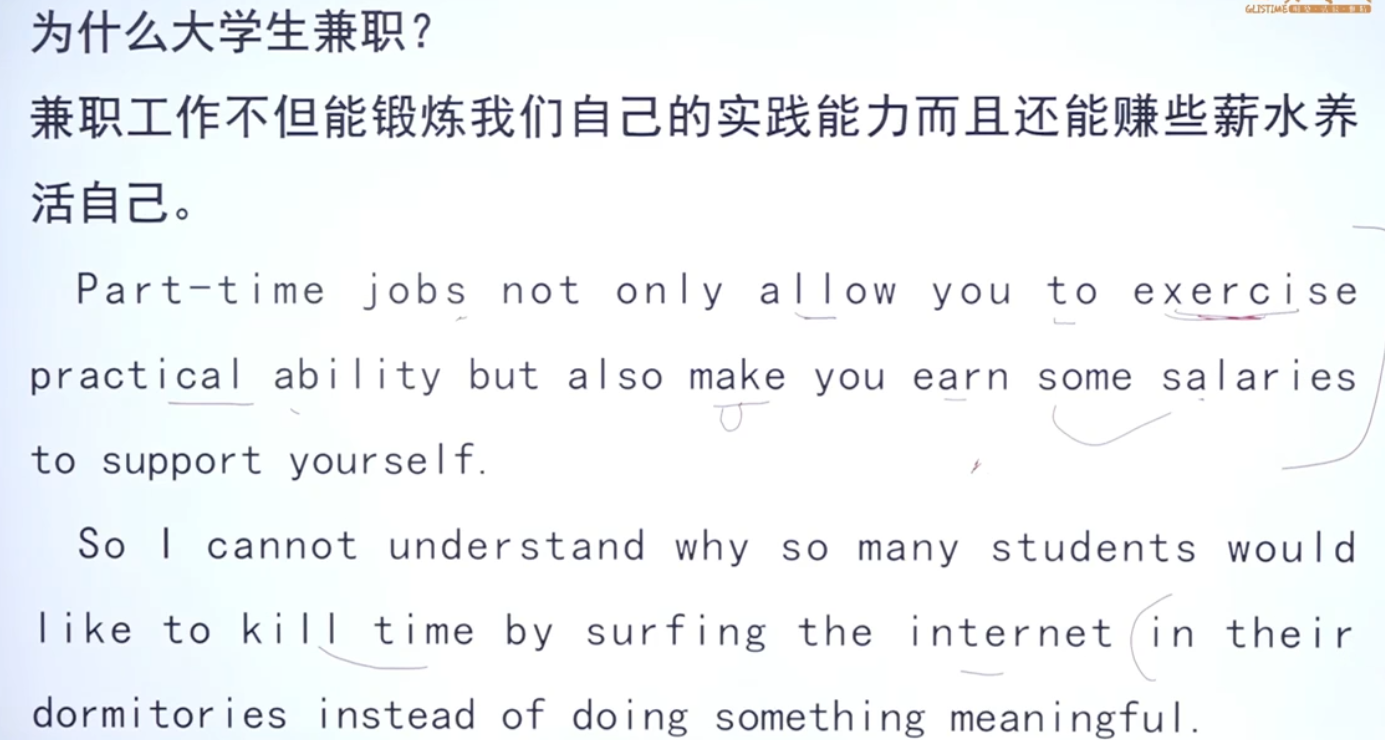 GLISTIME
为什么大学生兼职？
兼职工作不但能锻炼我们自己的实践能力而且还能赚些薪水养
活自己。
Part-time jobs not only allow you to exercise
practical ability but also make you earn some salaries
to support yourself.
So I cannot understand why so many students would
like to kill time by surfing the internet in their
dormitories instead of doing something meaningful.